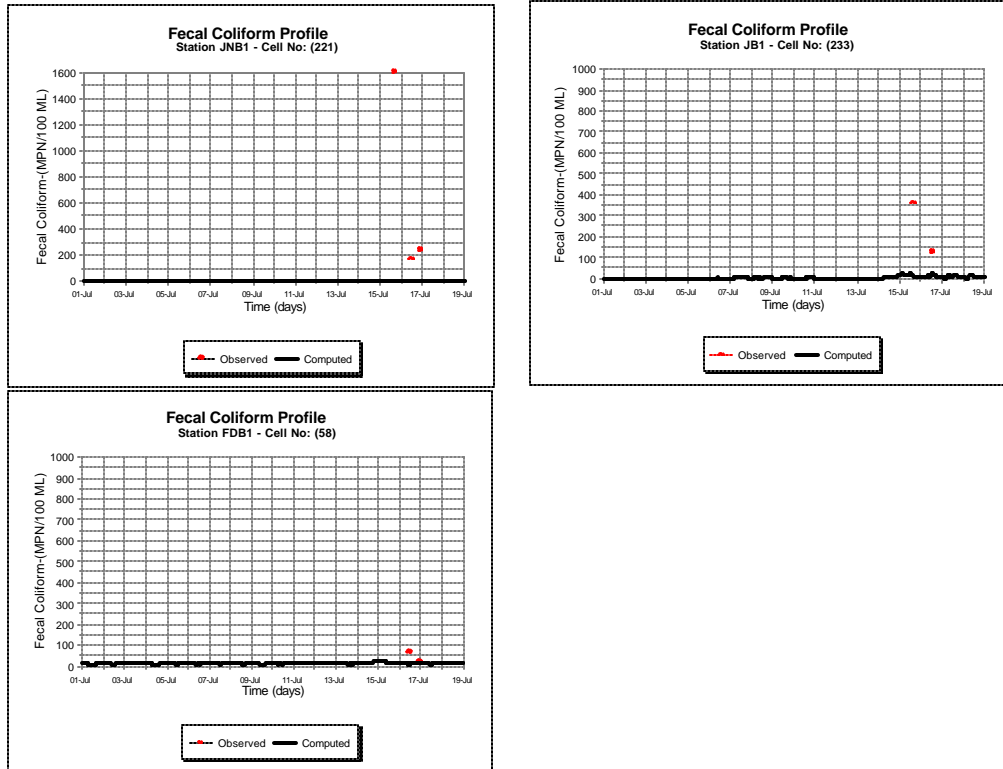 Fecal Coliform Profile
Station JNB1 - Cell No: (221)
Fecal Coliform-(MPN/100 ML)
1600
1400
1200
1000
800
600
400
200
0
01-Jul 03-Jul 05-Jul 07-Jul 09-Jul 11-Jul 13-Jul 15-Jul 17-Jul 19-Jul
Time (days)
Observed Computed
Fecal Coliform Profile
Station JB1 - Cell No: (233)
Fecal Coliform-(MPN/100 ML)
1000
900
800
700
600
500
400
300
200
100
0
01-Jul 03-Jul 05-Jul 07-Jul 09-Jul 11-Jul 13-Jul 15-Jul 17-Jul 19-Jul
Time (days)
Observed Computed
Fecal Coliform Profile
Station FDB1 - Cell No: (58)
Fecal Coliform-(MPN/100 ML)
1000
900
800
700
600
500
400
300
200
100
0
01-Jul 03-Jul 05-Jul 07-Jul 09-Jul 11-Jul 13-Jul 15-Jul 17-Jul 19-Jul
Time (days)
Observed Computed